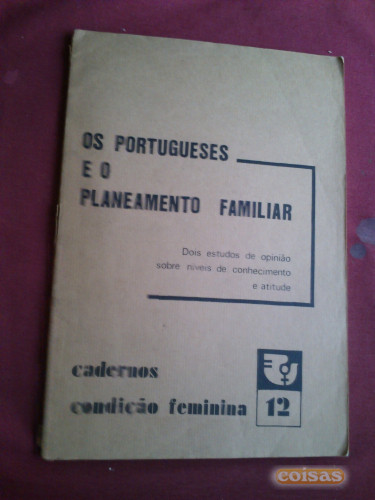 OS PORTUGUESES
E O
PLANEAMENTO FAMILIAR
Dois estudos de opinião
sobre níveis de conhecimento
e atitude
cadernos
condição feminina 12
coisas